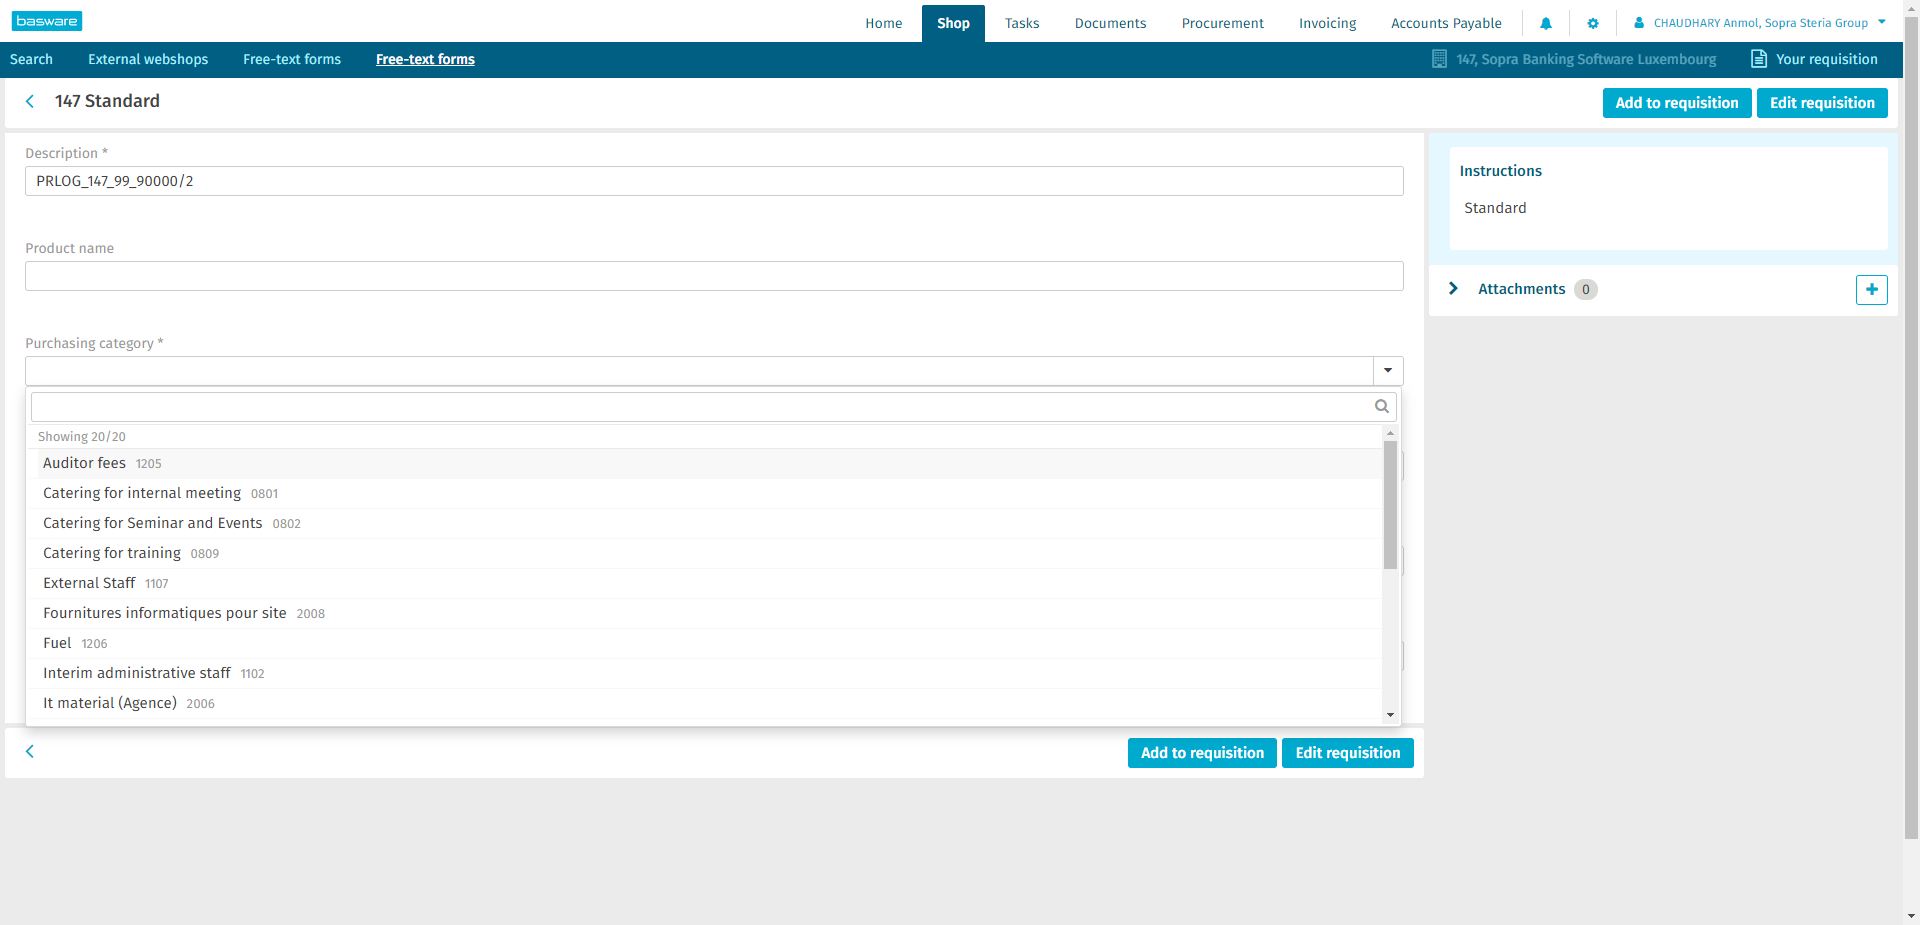 basware
Home
Shop
Tasks
Documents
Procurement
Invoicing
Accounts Payable
CHAUDHARY Anmol, Sopra Steria Group
Search
External webshops
Free-text forms
Free-text forms
147, Sopra Banking Software Luxembourg
Your requisition
147 Standard
Add to requisition
Edit requisition
Description *
PRLOG_147_99_90000/2
Product name
Purchasing category *
Showing 20/20
Auditor fees 1205
Catering for internal meeting 0801
Catering for Seminar and Events 0802
Catering for training 0809
External Staff 1107
Fournitures informatiques pour site 2008
Fuel 1206
Interim administrative staff 1102
It material (Agence) 2006
Add to requisition
Edit requisition
Instructions
Standard
Attachments 0